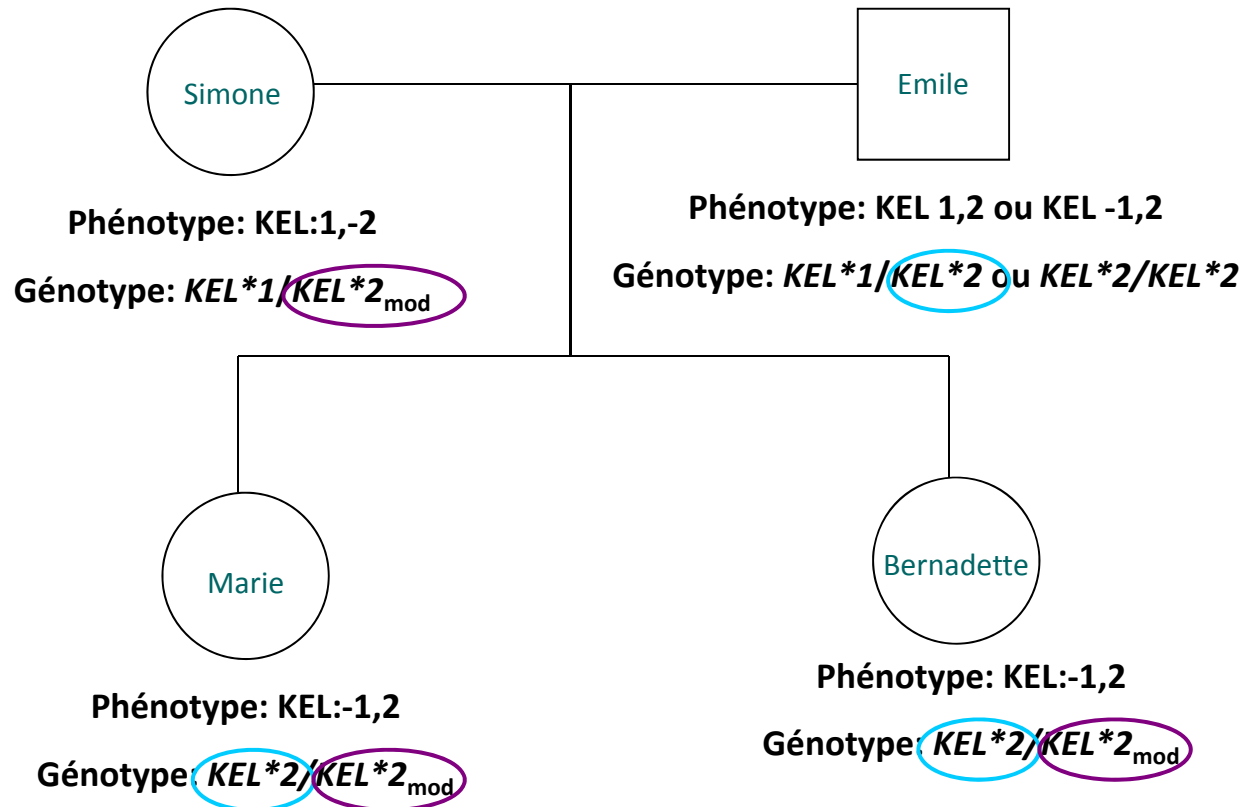 Simone
Emile
Phénotype: KEL:1,-2
Phénotype: KEL 1,2 ou KEL -1,2
Génotype: KEL*1/KEL*2mod
Génotype: KEL*1/KEL*2 ou KEL*2/KEL*2
Marie
Bernadette
Phénotype: KEL:-1,2
Génotype: KEL*2/KEL*2mod
Phénotype: KEL:-1,2
Génotype: KEL*2/KEL*2mod